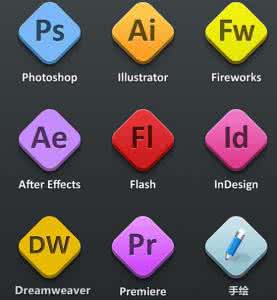 Ps Ai Fw
Photoshop Illustrator Fireworks
Ae Fl Id
After Effects Flash InDesign
DW Pr
Dreamweaver Premiere 手绘